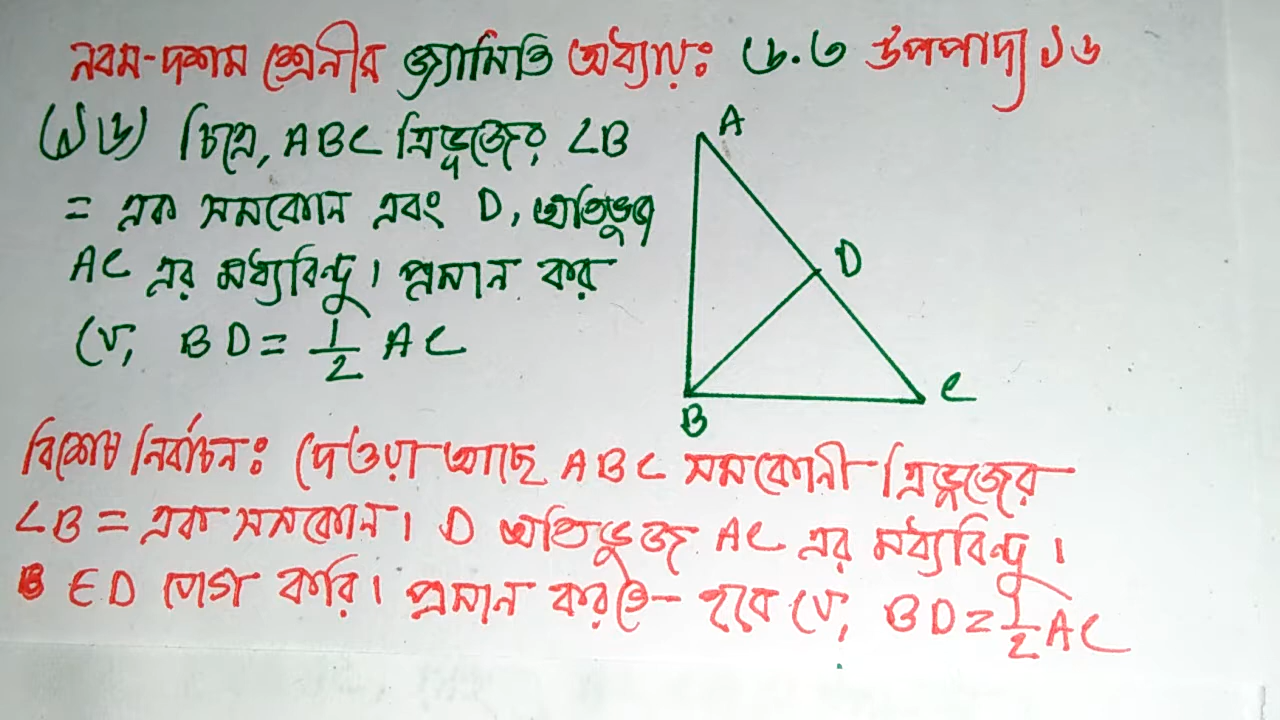 নবম-দশম শ্রেনীর জ্যামিতি অধ্যায়ঃ ৬.৩ উপপাদ্য ১৬
(১৬) চিত্রে, ABC ত্রিভুজের ∠B
= এক সমকোন এবং D, অতিভুজ
AC এর মধ্যবিন্দু। প্রমান কর
যে, BD = 1/2 AC
A
D
B
C
বিশেষ নির্বাচনঃ দেওয়া আছে ABC সমকোনী ত্রিভুজের
∠B = এক সমকোন। D অতিভুজ AC এর মধ্যবিন্দু।
B ED যোগ করি। প্রমান করতে হবে যে, BD = 1/2 AC